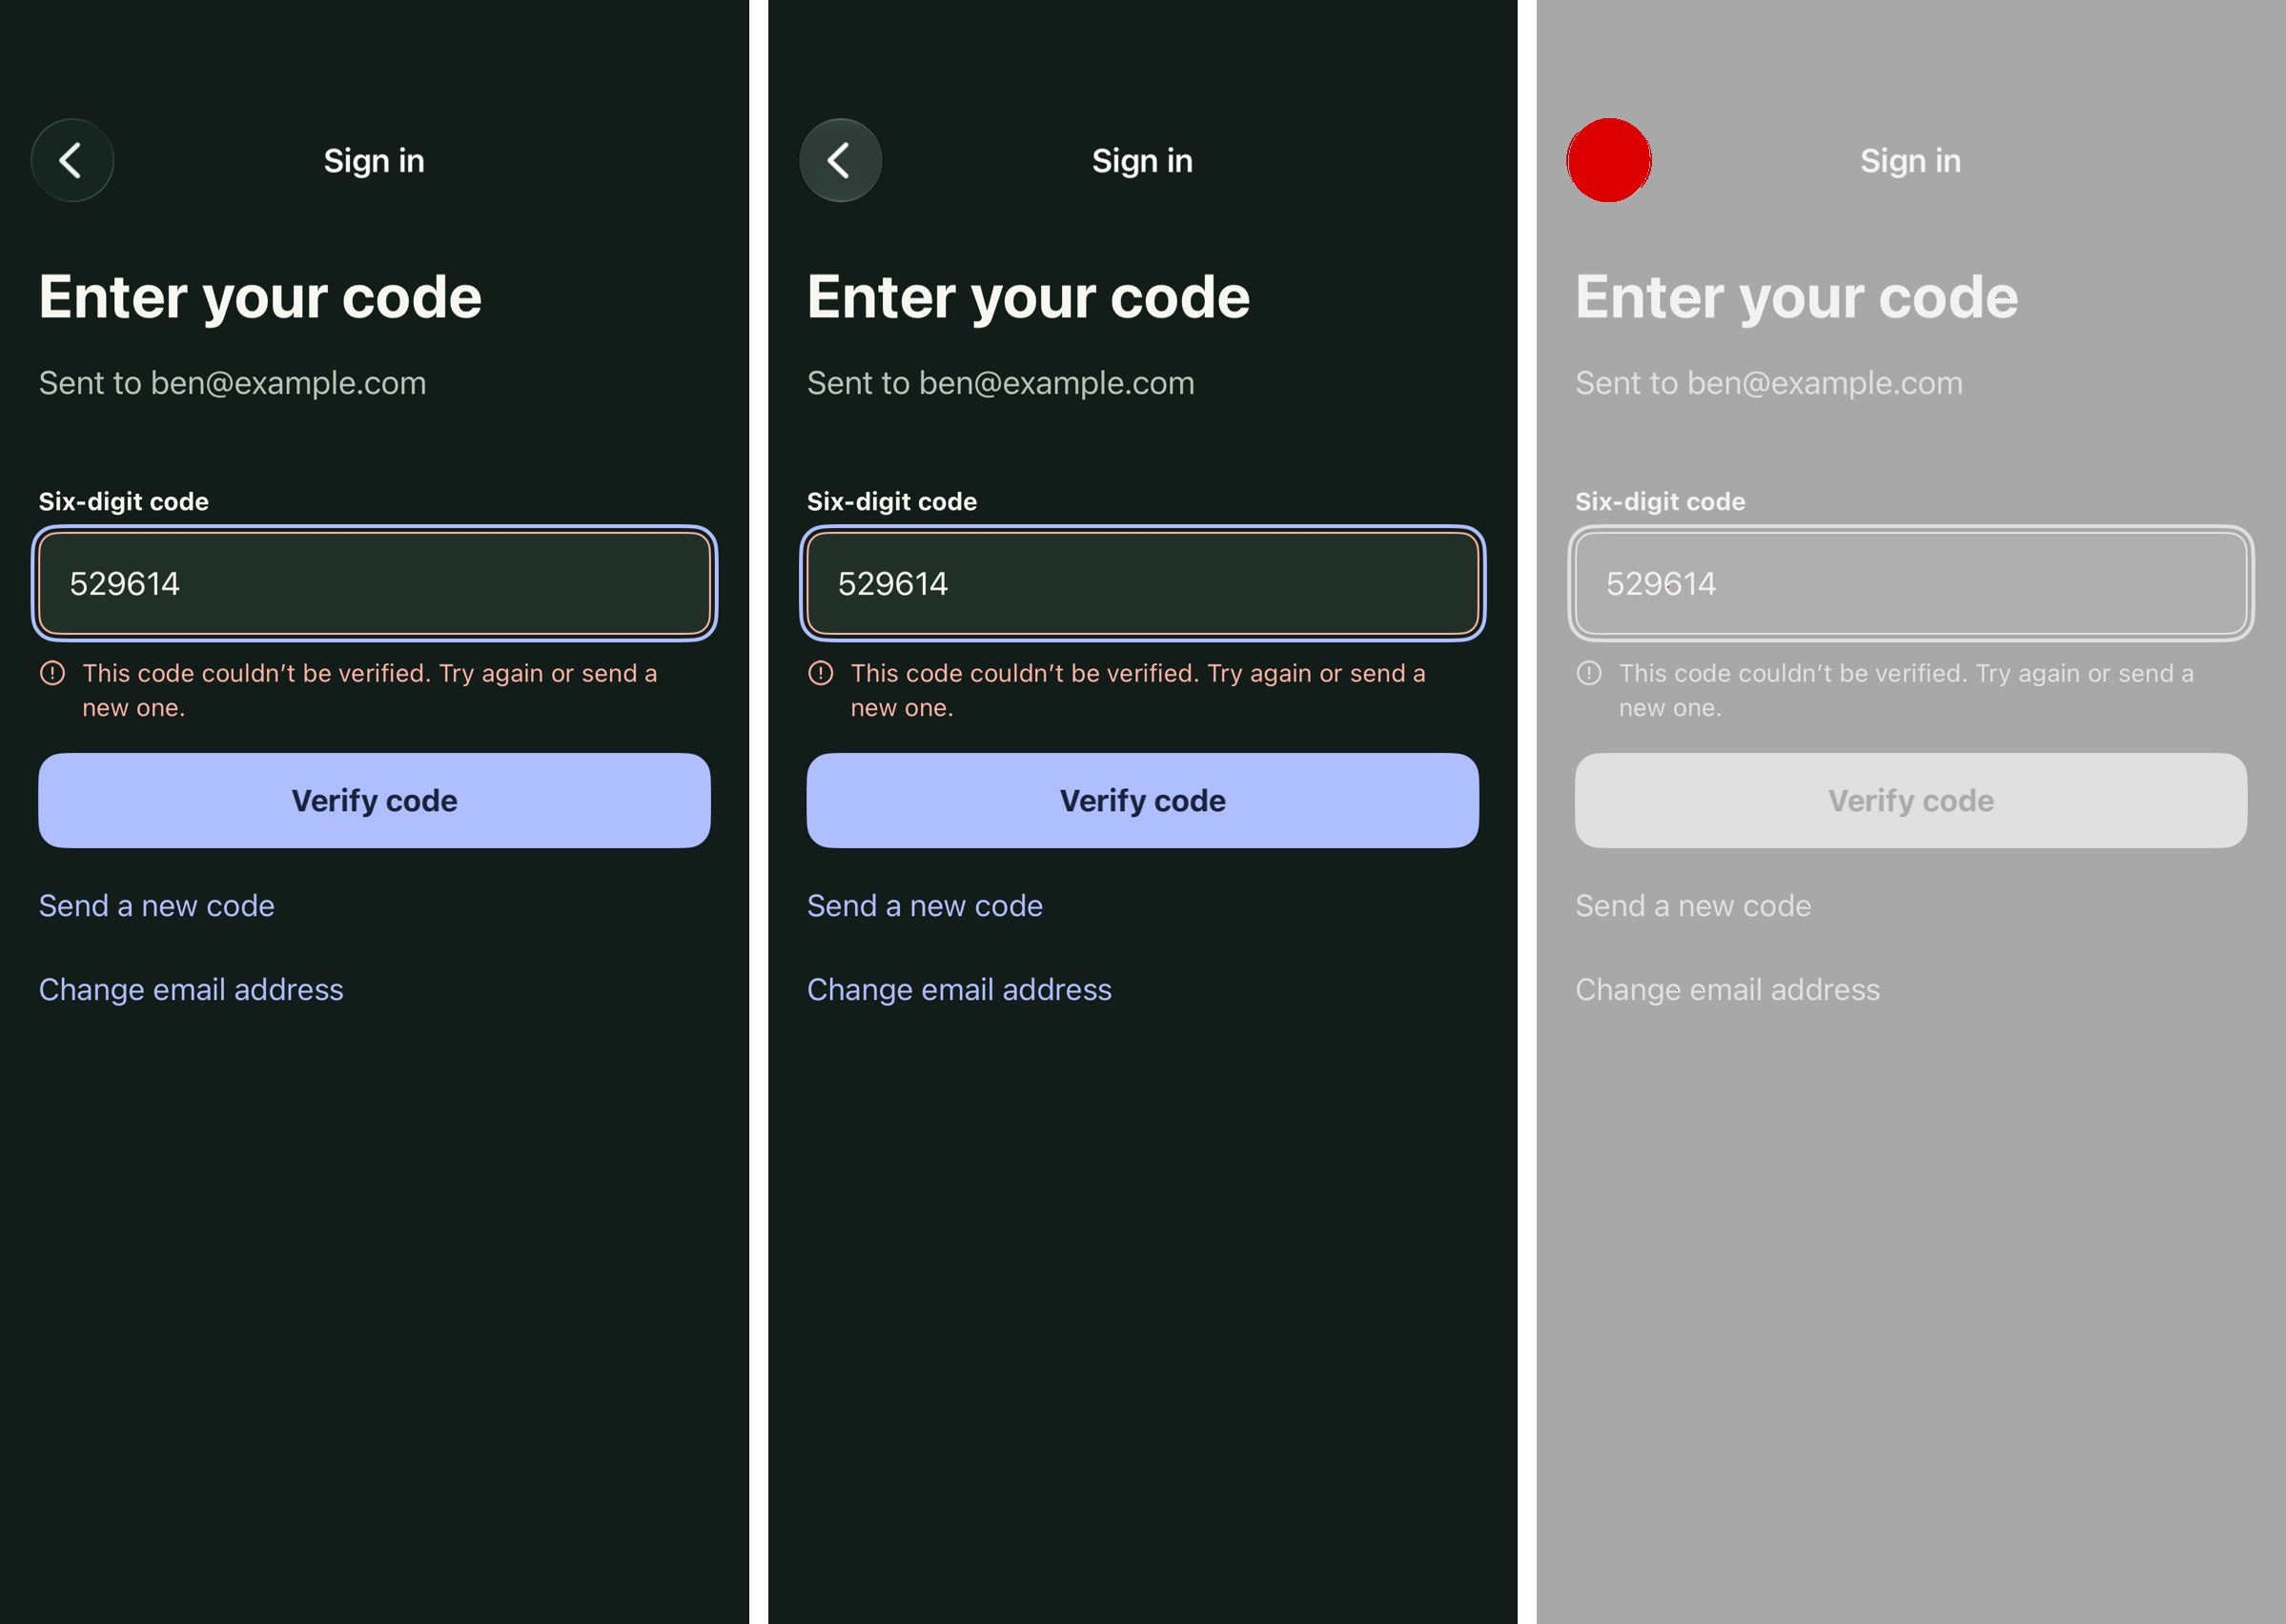 Sign in
Enter your code
Sent to ben@example.com
Six-digit code
529614
This code couldn’t be verified. Try again or send a
new one.
Verify code
Send a new code
Change email address
Sign in
Enter your code
Sent to ben@example.com
Six-digit code
529614
This code couldn’t be verified. Try again or send a
new one.
Verify code
Send a new code
Change email address
Sign in
Enter your code
Sent to ben@example.com
Six-digit code
529614
This code couldn’t be verified. Try again or send a
new one.
Verify code
Send a new code
Change email address